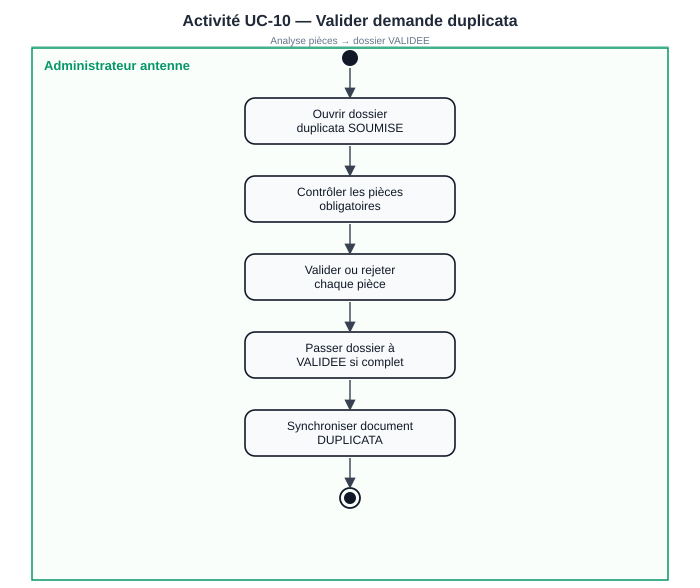 Activité UC-10 — Valider demande duplicata
Analyse pièces → dossier VALIDEE
Administrateur antenne
Ouvrir dossier
duplicata SOUMISE
Contrôler les pièces
obligatoires
Valider ou rejeter
chaque pièce
Passer dossier à
VALIDEE si complet
Synchroniser document
DUPLICATA